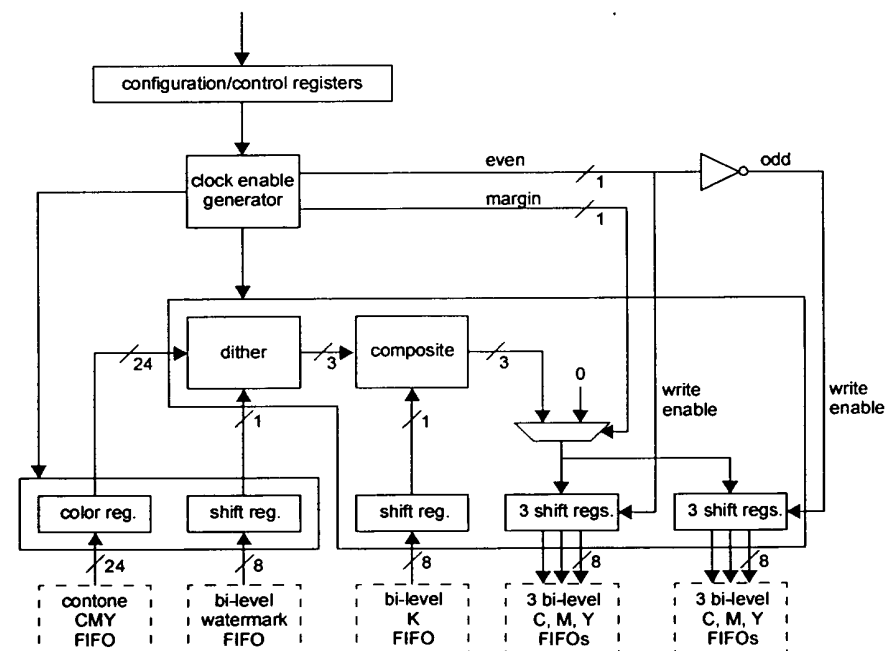 configuration/control registers
clock enable
generator
even
1
margin
1
odd
dither
composite
24
3
3
0
1
1
write
enable
write
enable
color reg.
shift reg.
shift reg.
3 shift regs.
3 shift regs.
24
8
8
8
8
contone
CMY
FIFO
bi-level
watermark
FIFO
bi-level
K
FIFO
3 bi-level
C, M, Y
FIFOs
3 bi-level
C, M, Y
FIFOs